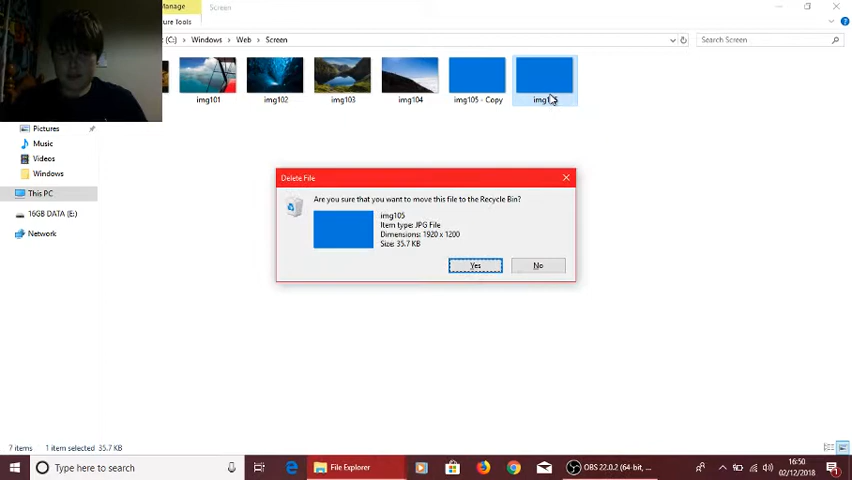 Manage
Screen
ture Tools
(C:) > Windows > Web > Screen
Search Screen
img101
img102
img103
img104
img105 - Copy
Pictures
Music
Videos
Windows
This PC
16GB DATA (E:)
Network
Delete File
Are you sure that you want to move this file to the Recycle Bin?
img105
Item type: JPG File
Dimensions: 1920 x 1200
Size: 35.7 KB
Yes
No
7 items
1 item selected 35.7 KB
Type here to search
File Explorer
OBS 22.0.2 (64-bit, ...
16:50
02/12/2018